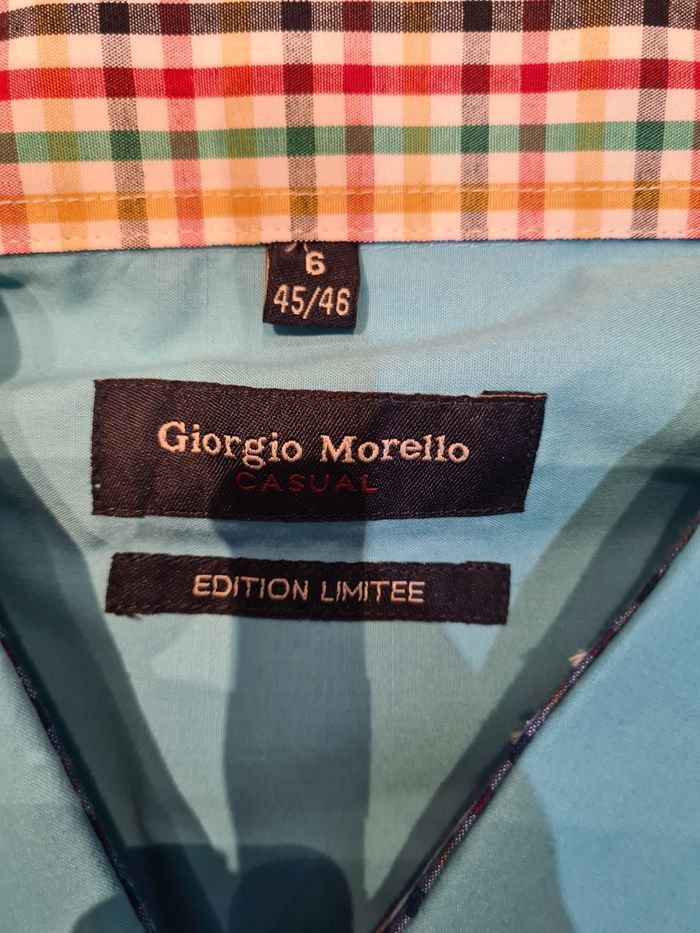 6
45/46
Giorgio Morello
CASUAL
EDITION LIMITEE